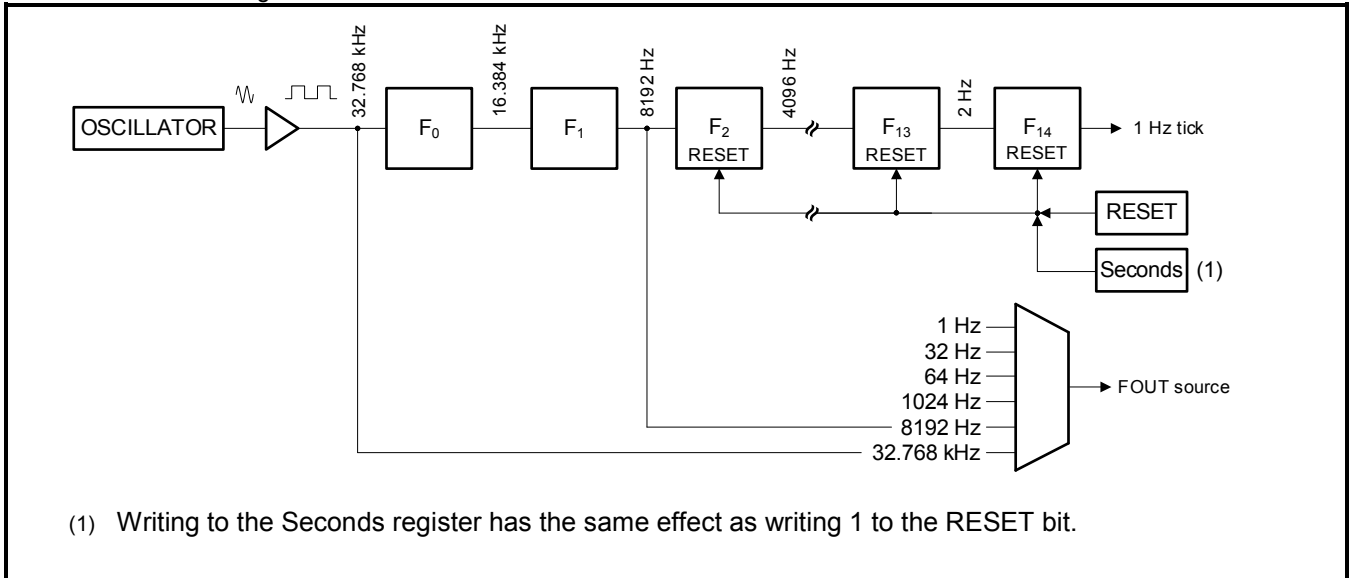 32.768 kHz
16.384 kHz
8192 Hz
4096 Hz
2 Hz
OSCILLATOR
F₀
F₁
F₂
RESET
F₁₃
RESET
F₁₄
RESET
1 Hz tick
RESET
Seconds (1)
1 Hz
32 Hz
64 Hz
1024 Hz
8192 Hz
32.768 kHz
FOUT source
(1) Writing to the Seconds register has the same effect as writing 1 to the RESET bit.